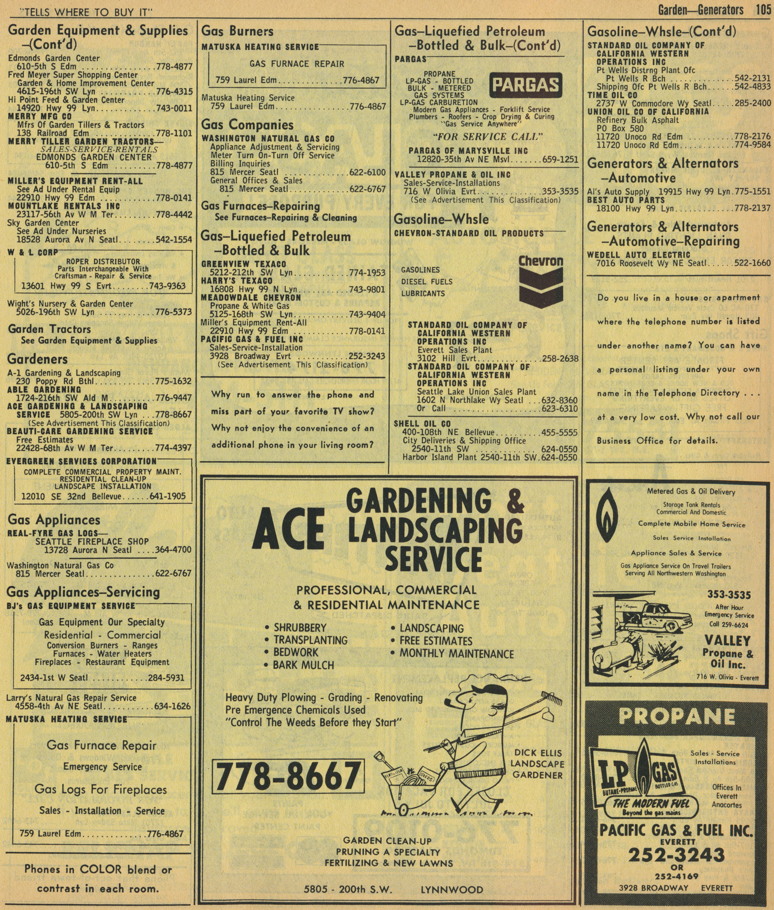 "TELLS WHERE TO BUY IT"
Garden—Generators 105
Garden Equipment & Supplies
—(Cont'd)
Edmonds Garden Center
610-5th S Edm..........778-4877
Fred Meyer Super Shopping Center
Garden & Home Improvement Center
4615-196th SW Lyn.....776-4315
Hi Point Feed & Garden Center
14920 Hwy 99 Lyn......743-0011
MERRY MFG CO
Mfrs Of Garden Tillers & Tractors
138 Railroad Edm.......778-1101
MERRY TILLER GARDEN TRACTORS—
SALES-SERVICE-RENTALS
EDMONDS GARDEN CENTER
610-5th S Edm........778-4877
MILLER'S EQUIPMENT RENT-ALL
See Ad Under Rental Equip
22910 Hwy 99 Edm......778-0141
MOUNTLAKE RENTALS INC
23117-56th Av W M Ter...778-4442
Sky Garden Center
See Ad Under Nurseries
18528 Aurora Av N Seatl...542-1554
W & L CORP
ROPER DISTRIBUTOR
Parts Interchangeable With
Craftsman - Repair & Service
13601 Hwy 99 S Evrt......743-9363
Wight's Nursery & Garden Center
5026-196th SW Lyn.......776-5373
Garden Tractors
See Garden Equipment & Supplies
Gardeners
A-1 Gardening & Landscaping
230 Poppy Rd Bthl..........775-1632
ABLE GARDENING
1724-216th SW Ald M......776-9447
ACE GARDENING & LANDSCAPING
SERVICE 5805-200th SW Lyn....778-8667
(See Advertisement This Classification)
BEAUTI-CARE GARDENING SERVICE
Free Estimates
22428-68th Av W M Ter....774-4397
EVERGREEN SERVICES CORPORATION
COMPLETE COMMERCIAL PROPERTY MAINT.
RESIDENTIAL CLEAN-UP
LANDSCAPE INSTALLATION
12010 SE 32nd Bellevue......641-1905
Gas Appliances
REAL-FYRE GAS LOGS—
SEATTLE FIREPLACE SHOP
13728 Aurora N Seatl ....364-4700
Washington Natural Gas Co
815 Mercer Seatl............622-6767
Gas Appliances—Servicing
BJ's GAS EQUIPMENT SERVICE
Gas Equipment Our Specialty
Residential - Commercial
Conversion Burners - Ranges
Furnaces - Water Heaters
Fireplaces - Restaurant Equipment
2434-1st W Seatl...........284-5931
Larry's Natural Gas Repair Service
4558-4th Av NE Seatl.......634-1626
MATUSKA HEATING SERVICE
Gas Furnace Repair
Emergency Service
Gas Logs For Fireplaces
Sales - Installation - Service
759 Laurel Edm............776-4867
Phones in COLOR blend or
contrast in each room.
Gas Burners
MATUSKA HEATING SERVICE
GAS FURNACE REPAIR
759 Laurel Edm............776-4867
Matuska Heating Service
759 Laurel Edm.............776-4867
Gas Companies
WASHINGTON NATURAL GAS CO
Appliance Adjustment & Servicing
Meter Turn On-Turn Off Service
Billing Inquiries
815 Mercer Seatl..........622-6100
General Offices & Sales
815 Mercer Seatl.........622-6767
Gas Furnaces—Repairing
See Furnaces—Repairing & Cleaning
Gas—Liquefied Petroleum
—Bottled & Bulk
GREENVIEW TEXACO
5212-212th SW Lyn........774-1953
HARRY'S TEXACO
16808 Hwy 99 N Lyn......743-9801
MEADOWDALE CHEVRON
Propane & White Gas
5125-168th SW Lyn........743-9404
Miller's Equipment Rent-All
22910 Hwy 99 Edm........778-0141
PACIFIC GAS & FUEL INC
Sales-Service-Installation
3928 Broadway Evrt........252-3243
(See Advertisement This Classification)
Why run to answer the phone and
miss part of your favorite TV show?
Why not enjoy the convenience of an
additional phone in your living room?
Gas—Liquefied Petroleum
—Bottled & Bulk—(Cont'd)
PARGAS
PROPANE
LP-GAS - BOTTLED
BULK - METERED
GAS SYSTEMS
LP-GAS CARBURETION
PARGAS
Modern Gas Appliances - Forklift Service
Plumbers - Roofers - Crop Drying & Curing
"Gas Service Anywhere"
"FOR SERVICE CALL"
PARGAS OF MARYSVILLE INC
12820-35th Av NE Msvl....659-1251
VALLEY PROPANE & OIL INC
Sales-Service-Installations
716 W Olivia Evrt..........353-3535
(See Advertisement This Classification)
Gasoline—Whsle
CHEVRON-STANDARD OIL PRODUCTS
Chevron
GASOLINES
DIESEL FUELS
LUBRICANTS
STANDARD OIL COMPANY OF
CALIFORNIA WESTERN
OPERATIONS INC
Everett Sales Plant
3102 Hill Evrt............258-2638
STANDARD OIL COMPANY OF
CALIFORNIA WESTERN
OPERATIONS INC
Seattle Lake Union Sales Plant
1602 N Northlake Wy Seatl...632-8360
Or Call....................623-6310
SHELL OIL CO
400-108th NE Bellevue.......455-5555
City Deliveries & Shipping Office
2540-11th SW............624-0550
Harbor Island Plant 2540-11th SW.624-0550
Gasoline—Whsle—(Cont'd)
STANDARD OIL COMPANY OF
CALIFORNIA WESTERN
OPERATIONS INC
Pt Wells Distrng Plant Ofc
Pt Wells R Bch..........542-2131
Shipping Ofc Pt Wells R Bch....542-4833
TIME OIL CO
2737 W Commodore Wy Seatl..285-2400
UNION OIL CO OF CALIFORNIA
Refinery Bulk Asphalt
PO Box 580
11720 Unoco Rd Edm......778-2176
11720 Unoco Rd Edm......774-9584
Generators & Alternators
—Automotive
Al's Auto Supply 19915 Hwy 99 Lyn.775-1551
BEST AUTO PARTS
18100 Hwy 99 Lyn..........778-2137
Generators & Alternators
—Automotive—Repairing
WEDELL AUTO ELECTRIC
7016 Roosevelt Wy NE Seatl.....522-1660
Do you live in a house or apartment
where the telephone number is listed
under another name? You can have
a personal listing under your own
name in the Telephone Directory . . .
at a very low cost. Why not call our
Business Office for details.
ACE GARDENING &
LANDSCAPING
SERVICE
PROFESSIONAL, COMMERCIAL
& RESIDENTIAL MAINTENANCE
• SHRUBBERY
• TRANSPLANTING
• BEDWORK
• BARK MULCH
• LANDSCAPING
• FREE ESTIMATES
• MONTHLY MAINTENANCE
Heavy Duty Plowing - Grading - Renovating
Pre Emergence Chemicals Used
"Control The Weeds Before they Start"
778-8667
DICK ELLIS
LANDSCAPE
GARDENER
GARDEN CLEAN-UP
PRUNING A SPECIALTY
FERTILIZING & NEW LAWNS
5805 - 200th S.W. LYNNWOOD
Metered Gas & Oil Delivery
Storage Tank Rentals
Commercial And Domestic
Complete Mobile Home Service
Sales Service Installation
Appliance Sales & Service
Gas Appliance Service On Travel Trailers
Serving All Northwestern Washington
353-3535
After Hour
Emergency Service
Call 259-6624
VALLEY
Propane &
Oil Inc.
716 W. Olivia - Everett
PROPANE
LP GAS
BUTANE-PROPANE
THE MODERN FUEL
Beyond the gas mains
Sales - Service
Installations
Offices In
Everett
Anacortes
PACIFIC GAS & FUEL INC.
EVERETT
252-3243
OR
252-4169
3928 BROADWAY EVERETT